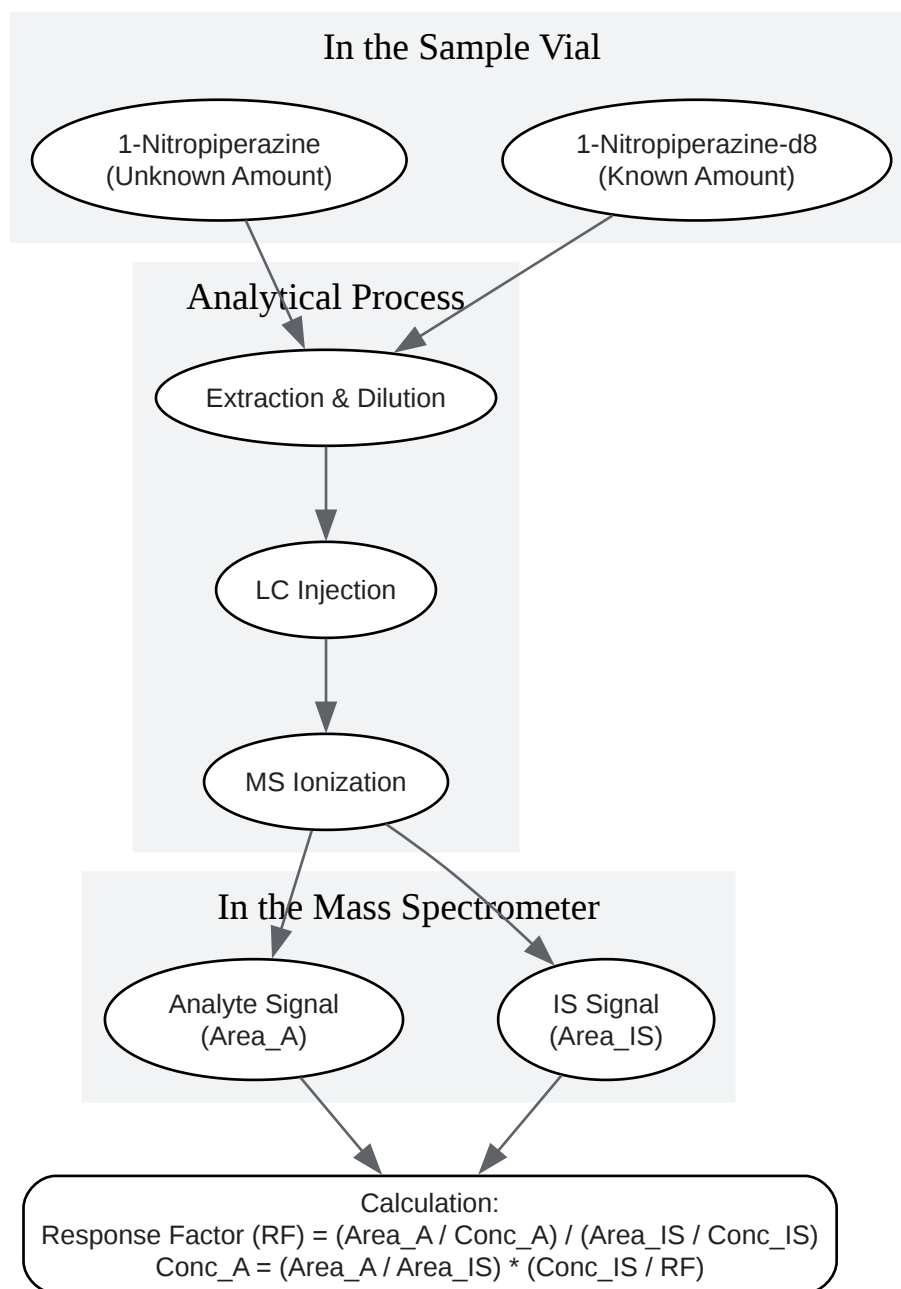 In the Sample Vial
1-Nitropiperazine
(Unknown Amount)
1-Nitropiperazine-d8
(Known Amount)
Analytical Process
Extraction & Dilution
LC Injection
MS Ionization
In the Mass Spectrometer
Analyte Signal
(Area_A)
IS Signal
(Area_IS)
Calculation:
Response Factor (RF) = (Area_A / Conc_A) / (Area_IS / Conc_IS)
Conc_A = (Area_A / Area_IS) * (Conc_IS / RF)